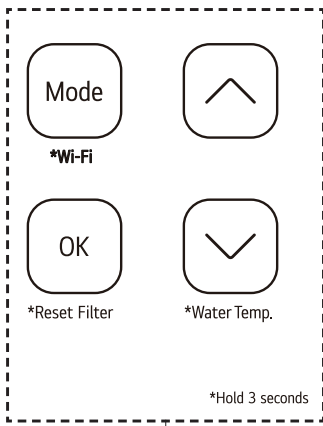 Mode
*Wi-Fi
OK
*Reset Filter
*Water Temp.
*Hold 3 seconds